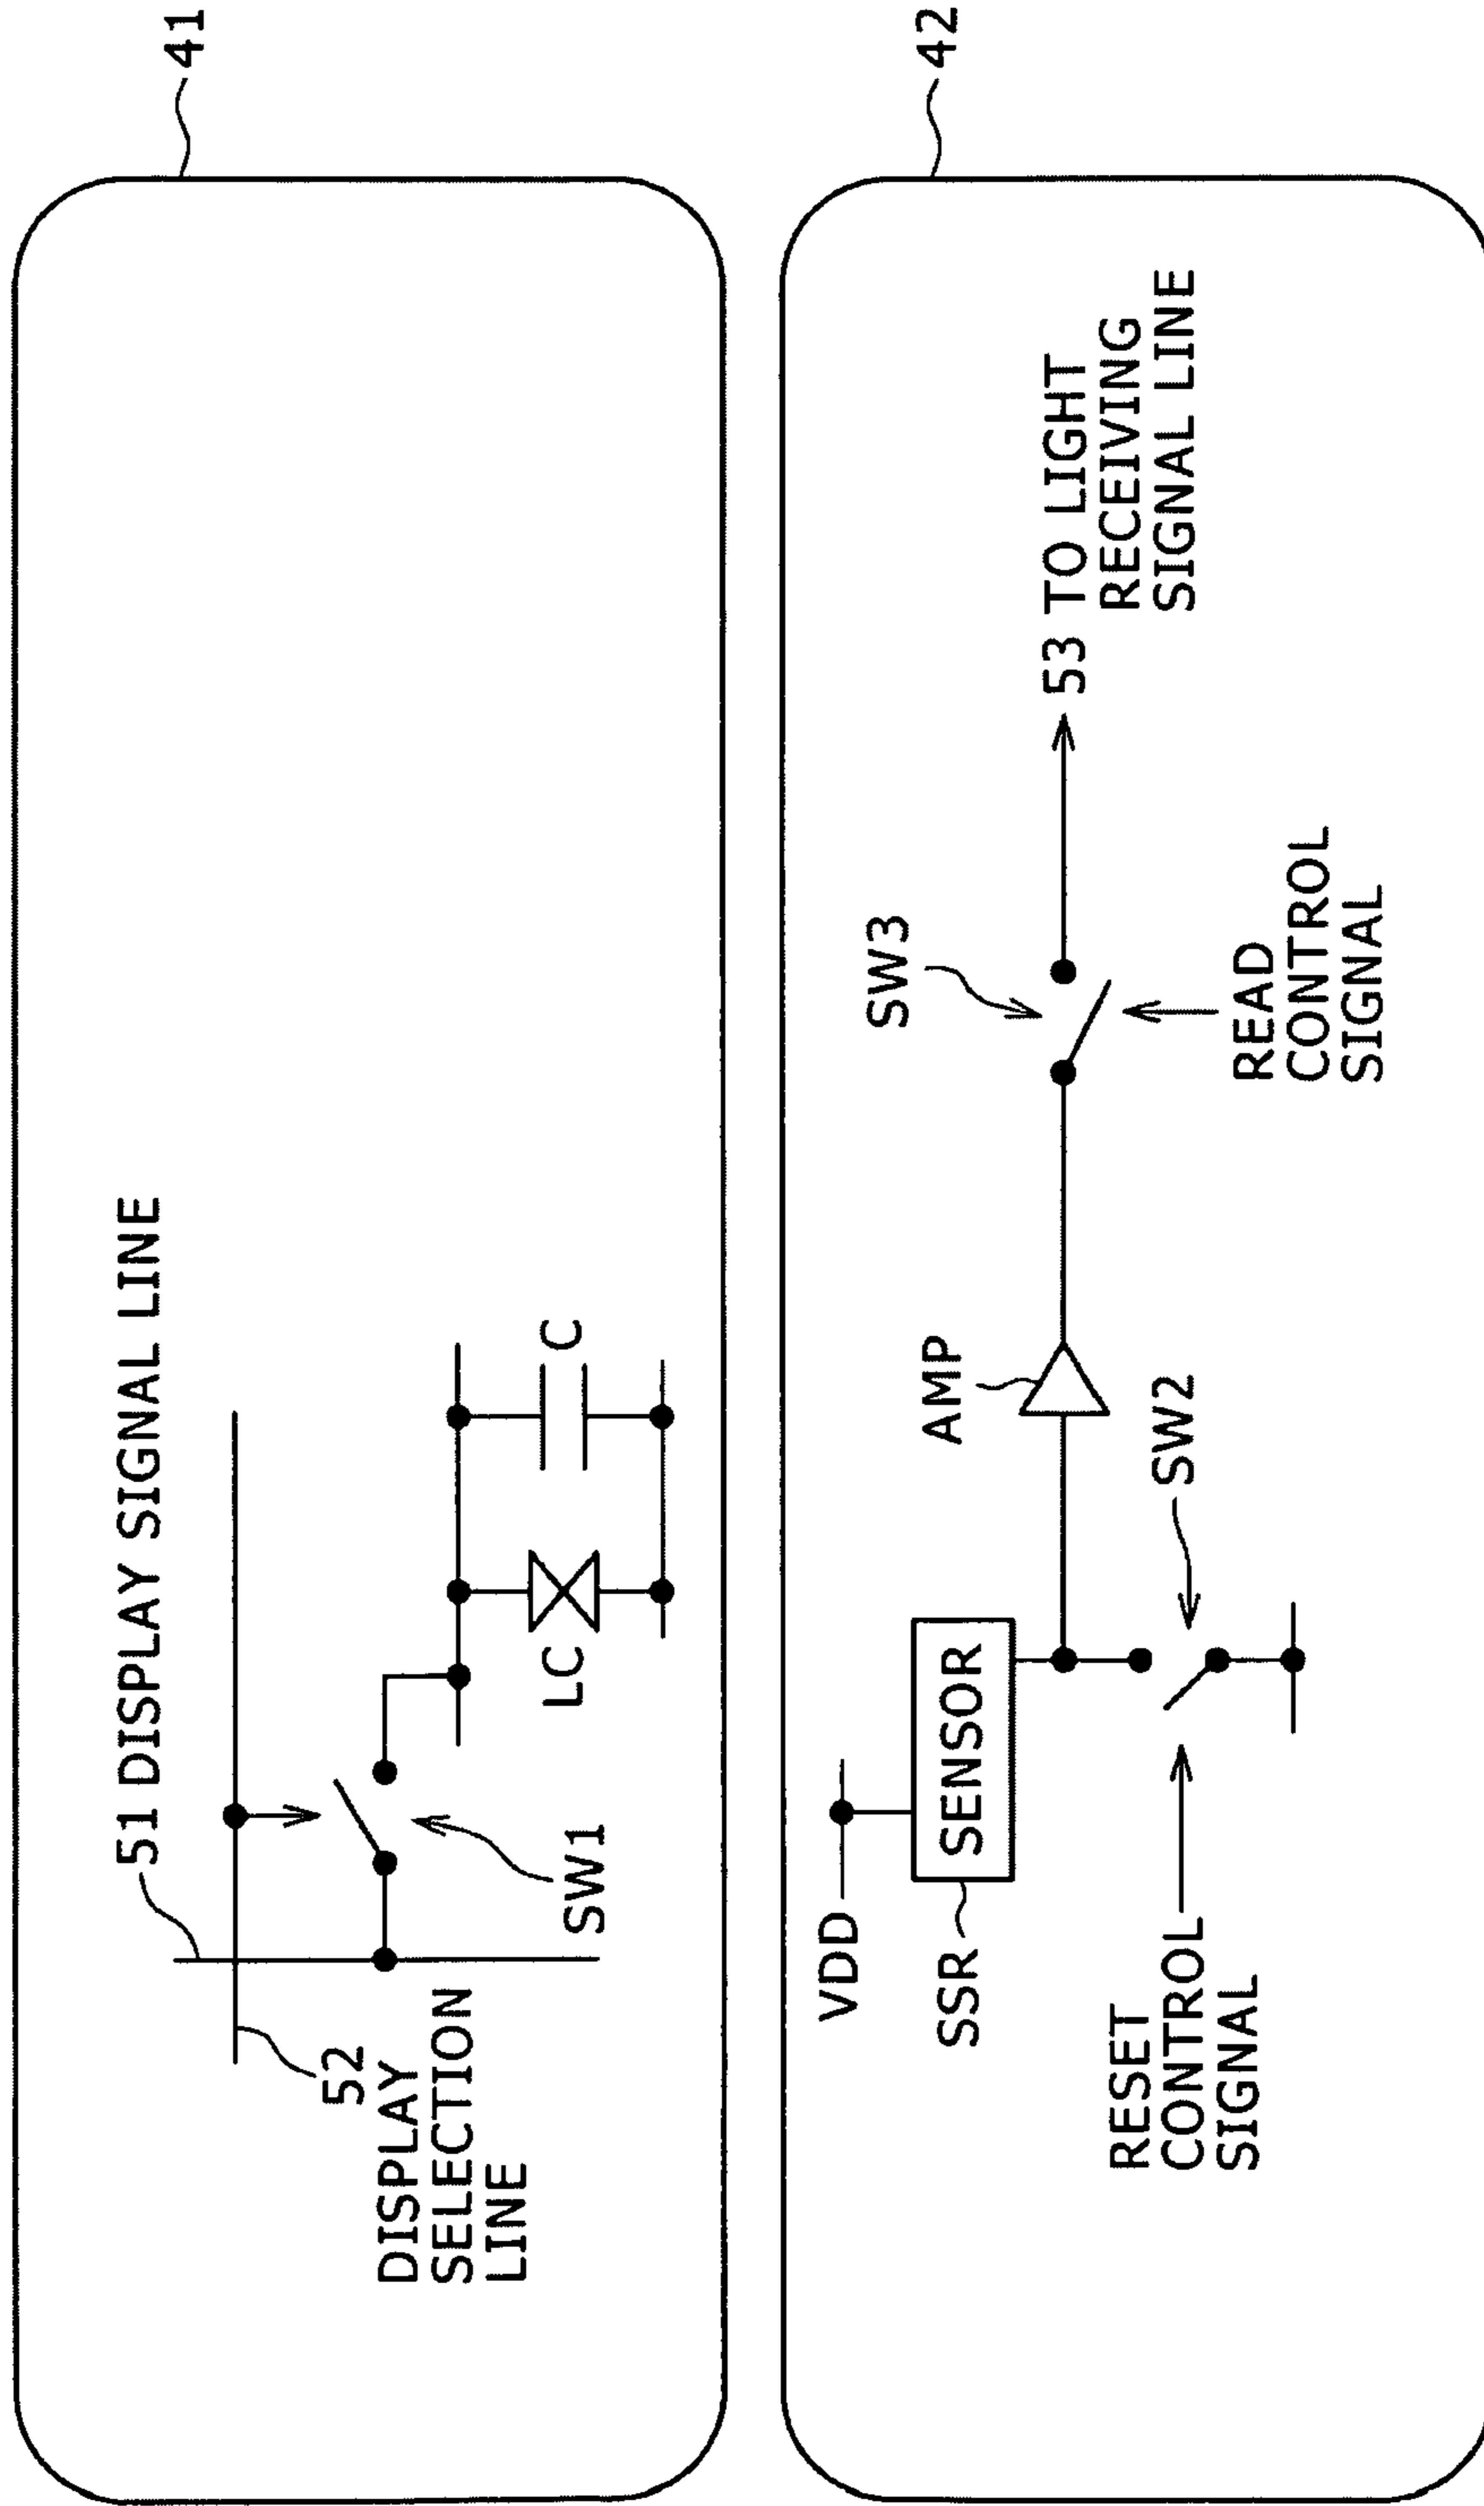 41
51 DISPLAY SIGNAL LINE
52
DISPLAY
SELECTION
LINE
SW1
LC
C
42
VDD
SSR
SENSOR
AMP
SW3
53 TO LIGHT
RECEIVING
SIGNAL LINE
RESET
CONTROL
SIGNAL
SW2
READ
CONTROL
SIGNAL